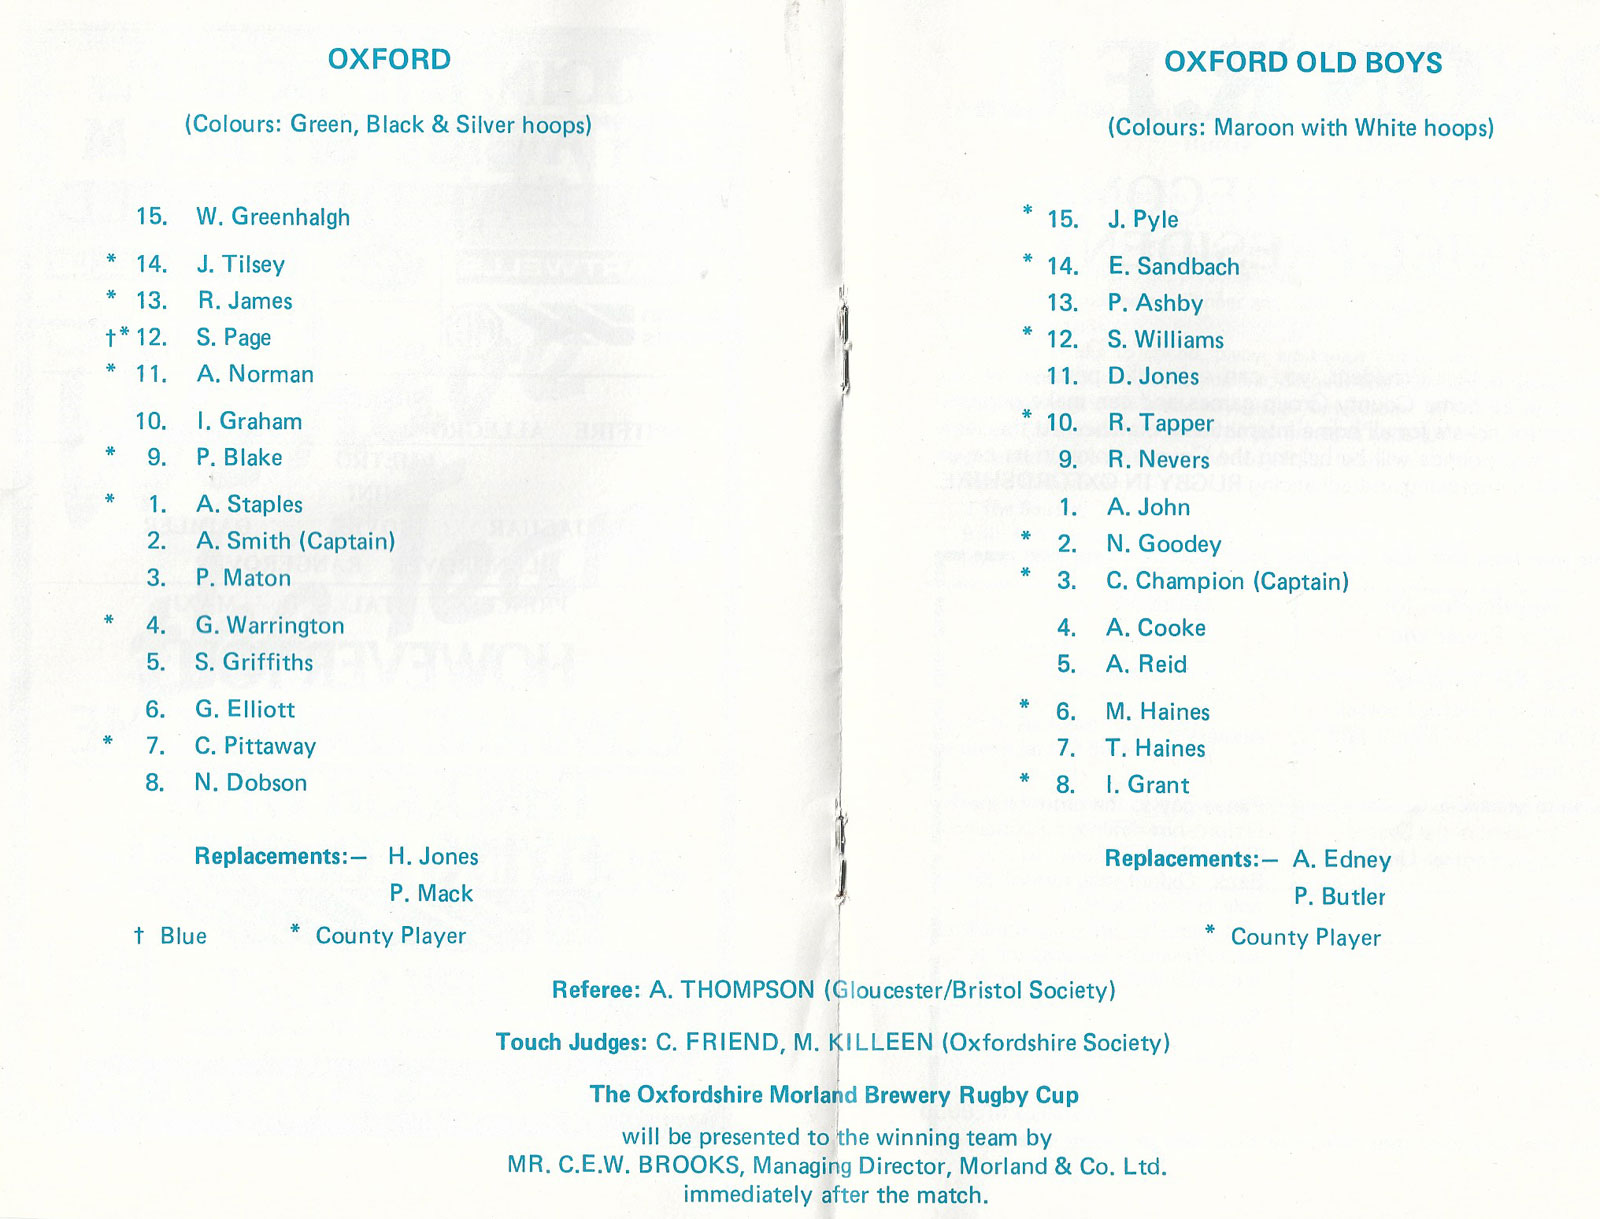 OXFORD
(Colours: Green, Black & Silver hoops)
15. W. Greenhalgh
* 14. J. Tilsey
* 13. R. James
†* 12. S. Page
* 11. A. Norman
10. I. Graham
* 9. P. Blake
* 1. A. Staples
2. A. Smith (Captain)
3. P. Maton
* 4. G. Warrington
5. S. Griffiths
6. G. Elliott
* 7. C. Pittaway
8. N. Dobson
Replacements:— H. Jones
P. Mack
† Blue * County Player
OXFORD OLD BOYS
(Colours: Maroon with White hoops)
* 15. J. Pyle
* 14. E. Sandbach
13. P. Ashby
* 12. S. Williams
11. D. Jones
* 10. R. Tapper
9. R. Nevers
1. A. John
* 2. N. Goodey
* 3. C. Champion (Captain)
4. A. Cooke
5. A. Reid
* 6. M. Haines
7. T. Haines
* 8. I. Grant
Replacements:— A. Edney
P. Butler
* County Player
Referee: A. THOMPSON (Gloucester/Bristol Society)
Touch Judges: C. FRIEND, M. KILLEEN (Oxfordshire Society)
The Oxfordshire Morland Brewery Rugby Cup
will be presented to the winning team by
MR. C.E.W. BROOKS, Managing Director, Morland & Co. Ltd.
immediately after the match.